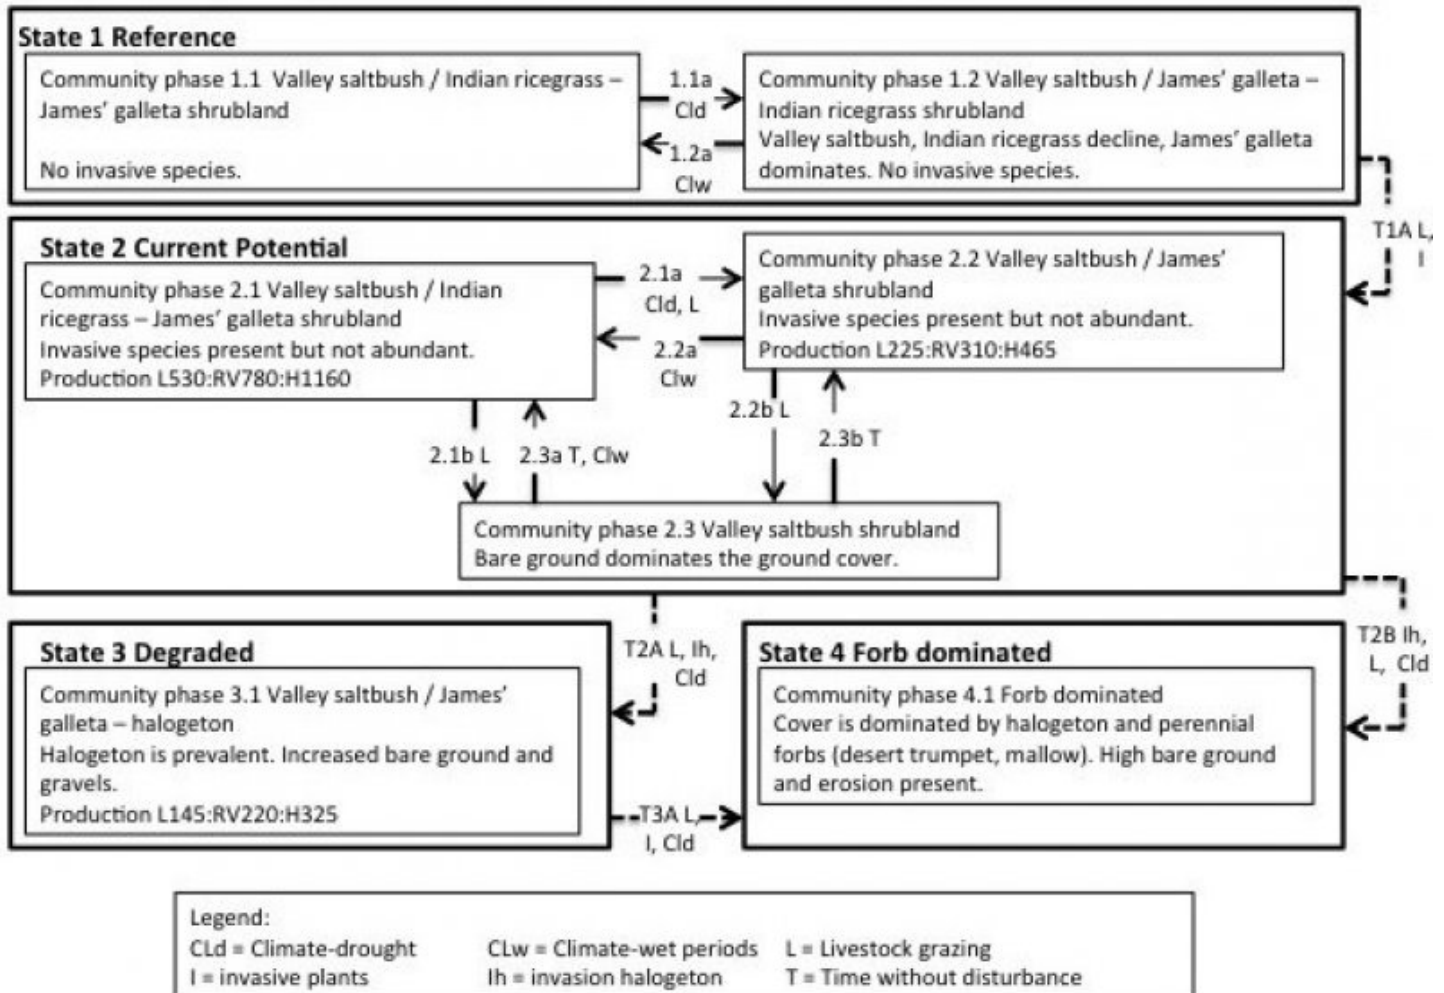 State 1 Reference
Community phase 1.1 Valley saltbush / Indian ricegrass –
James' galleta shrubland
No invasive species.
1.1a
Cld
1.2a
Clw
Community phase 1.2 Valley saltbush / James' galleta –
Indian ricegrass shrubland
Valley saltbush, Indian ricegrass decline, James' galleta
dominates. No invasive species.
T1A L,
I
State 2 Current Potential
Community phase 2.1 Valley saltbush / Indian
ricegrass – James' galleta shrubland
Invasive species present but not abundant.
Production L530:RV780:H1160
2.1a
Cld, L
2.2a
Clw
Community phase 2.2 Valley saltbush / James'
galleta shrubland
Invasive species present but not abundant.
Production L225:RV310:H465
2.1b L
2.3a T, Clw
2.2b L
2.3b T
Community phase 2.3 Valley saltbush shrubland
Bare ground dominates the ground cover.
State 3 Degraded
Community phase 3.1 Valley saltbush / James'
galleta – halogeton
Halogeton is prevalent. Increased bare ground and
gravels.
Production L145:RV220:H325
T2A L, Ih,
Cld
T3A L,
I, Cld
State 4 Forb dominated
Community phase 4.1 Forb dominated
Cover is dominated by halogeton and perennial
forbs (desert trumpet, mallow). High bare ground
and erosion present.
T2B Ih,
L, Cld
Legend:
CLd = Climate-drought CLw = Climate-wet periods L = Livestock grazing
I = invasive plants Ih = invasion halogeton T = Time without disturbance